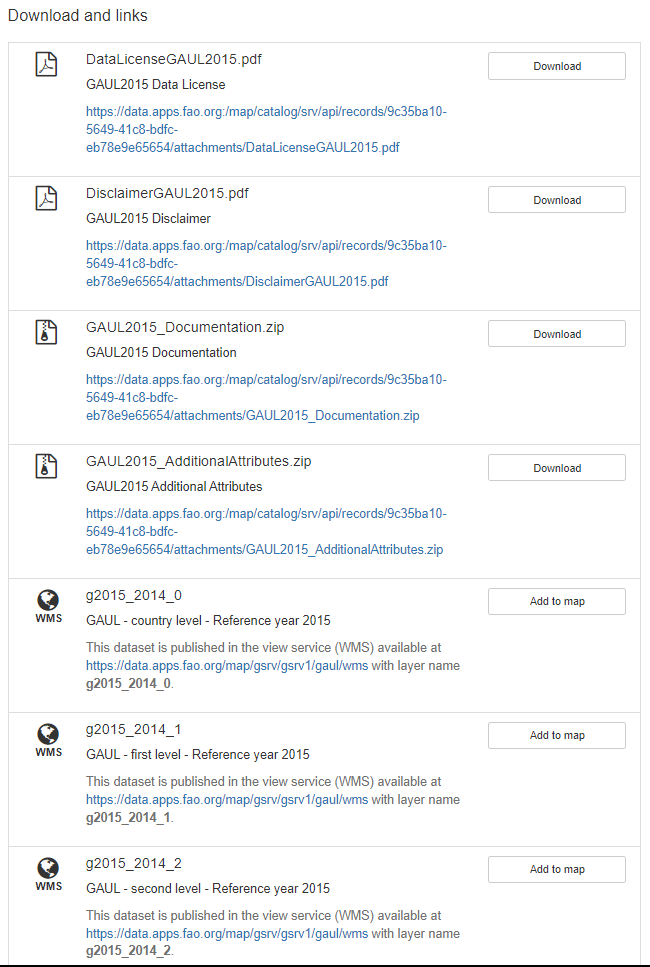 Download and links
DataLicenseGAUL2015.pdf
Download
GAUL2015 Data License
https://data.apps.fao.org:/map/catalog/srv/api/records/9c35ba10-
5649-41c8-bdfc-
eb78e9e65654/attachments/DataLicenseGAUL2015.pdf
DisclaimerGAUL2015.pdf
Download
GAUL2015 Disclaimer
https://data.apps.fao.org:/map/catalog/srv/api/records/9c35ba10-
5649-41c8-bdfc-
eb78e9e65654/attachments/DisclaimerGAUL2015.pdf
GAUL2015_Documentation.zip
Download
GAUL2015 Documentation
https://data.apps.fao.org:/map/catalog/srv/api/records/9c35ba10-
5649-41c8-bdfc-
eb78e9e65654/attachments/GAUL2015_Documentation.zip
GAUL2015_AdditionalAttributes.zip
Download
GAUL2015 Additional Attributes
https://data.apps.fao.org:/map/catalog/srv/api/records/9c35ba10-
5649-41c8-bdfc-
eb78e9e65654/attachments/GAUL2015_AdditionalAttributes.zip
g2015_2014_0
Add to map
WMS
GAUL - country level - Reference year 2015
This dataset is published in the view service (WMS) available at
https://data.apps.fao.org/map/gsrv/gsrv1/gaul/wms with layer name
g2015_2014_0.
g2015_2014_1
Add to map
WMS
GAUL - first level - Reference year 2015
This dataset is published in the view service (WMS) available at
https://data.apps.fao.org/map/gsrv/gsrv1/gaul/wms with layer name
g2015_2014_1.
g2015_2014_2
Add to map
WMS
GAUL - second level - Reference year 2015
This dataset is published in the view service (WMS) available at
https://data.apps.fao.org/map/gsrv/gsrv1/gaul/wms with layer name
g2015_2014_2.